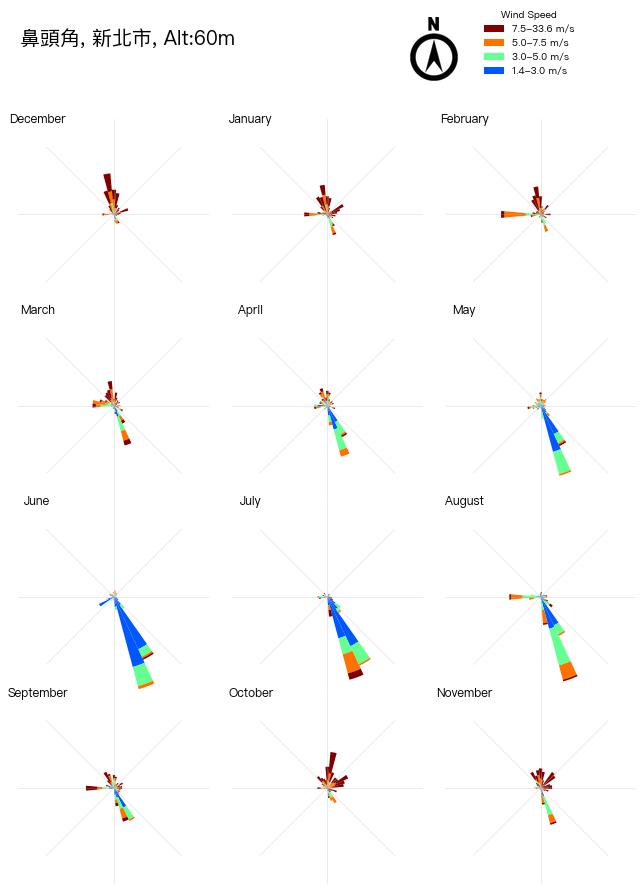 鼻頭角, 新北市, Alt:60m
N
Wind Speed
7.5–33.6 m/s
5.0–7.5 m/s
3.0–5.0 m/s
1.4–3.0 m/s
December
January
February
March
April
May
June
July
August
September
October
November